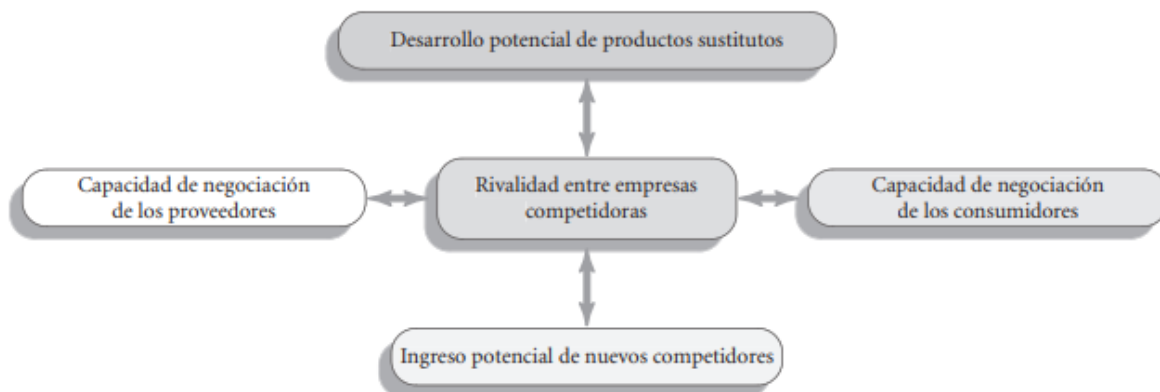 Desarrollo potencial de productos sustitutos
Capacidad de negociación
de los proveedores
Rivalidad entre empresas
competidoras
Capacidad de negociación
de los consumidores
Ingreso potencial de nuevos competidores